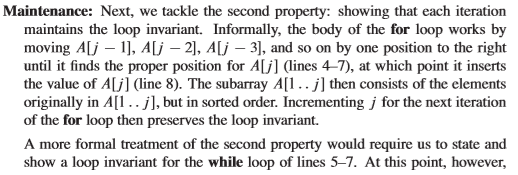 Maintenance: Next, we tackle the second property: showing that each iteration
maintains the loop invariant. Informally, the body of the for loop works by
moving A[j − 1], A[j − 2], A[j − 3], and so on by one position to the right
until it finds the proper position for A[j] (lines 4–7), at which point it inserts
the value of A[j] (line 8). The subarray A[1 . . j] then consists of the elements
originally in A[1 . . j], but in sorted order. Incrementing j for the next iteration
of the for loop then preserves the loop invariant.
A more formal treatment of the second property would require us to state and
show a loop invariant for the while loop of lines 5–7. At this point, however,